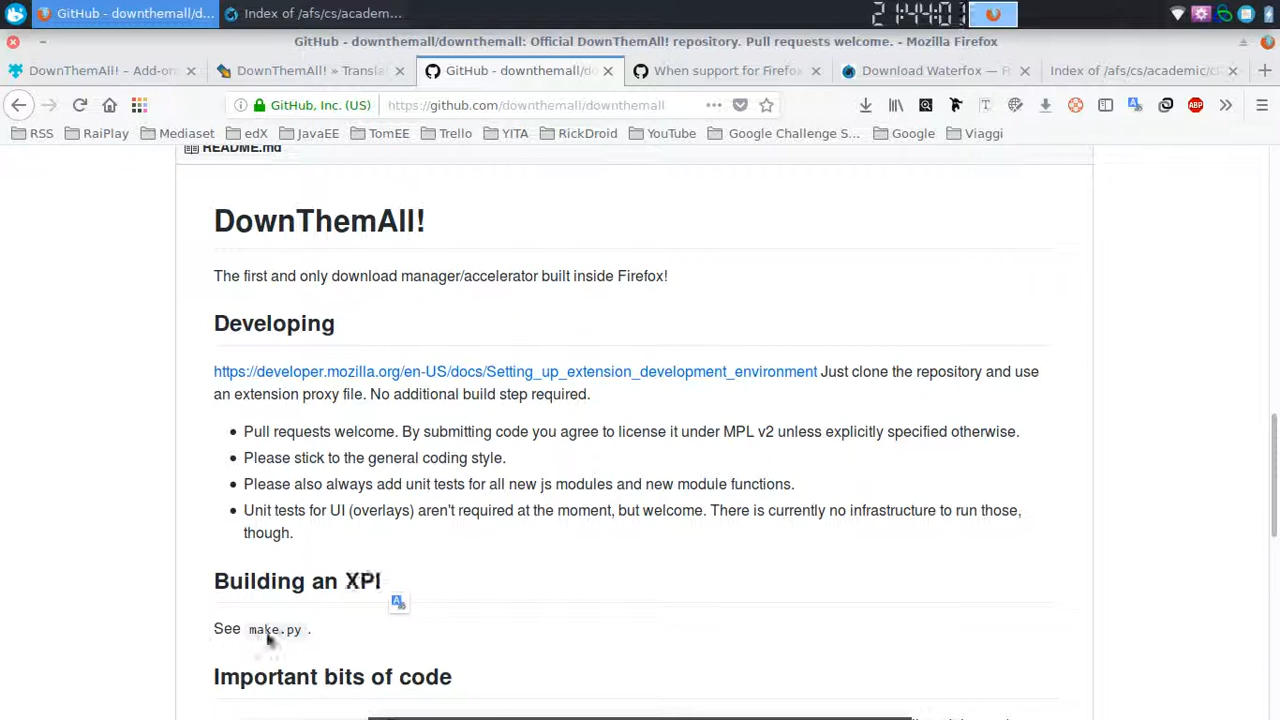 GitHub - downthemall/d...
Index of /afs/cs/academ...
GitHub - downthemall/downthemall: Official DownThemAll! repository. Pull requests welcome. - Mozilla Firefox
DownThemAll! – Add-on
DownThemAll! » Transla
GitHub - downthemall/do
When support for Firefox
Download Waterfox — F
Index of /afs/cs/academic/c
GitHub, Inc. (US)
https://github.com/downthemall/downthemall
ABP
RSS
RaiPlay
Mediaset
edX
JavaEE
TomEE
Trello
YITA
RickDroid
YouTube
Google Challenge S...
Google
Viaggi
README.md
DownThemAll!
The first and only download manager/accelerator built inside Firefox!
Developing
https://developer.mozilla.org/en-US/docs/Setting_up_extension_development_environment Just clone the repository and use
an extension proxy file. No additional build step required.
Pull requests welcome. By submitting code you agree to license it under MPL v2 unless explicitly specified otherwise.
Please stick to the general coding style.
Please also always add unit tests for all new js modules and new module functions.
Unit tests for UI (overlays) aren't required at the moment, but welcome. There is currently no infrastructure to run those,
though.
Building an XPI
See make.py .
Important bits of code